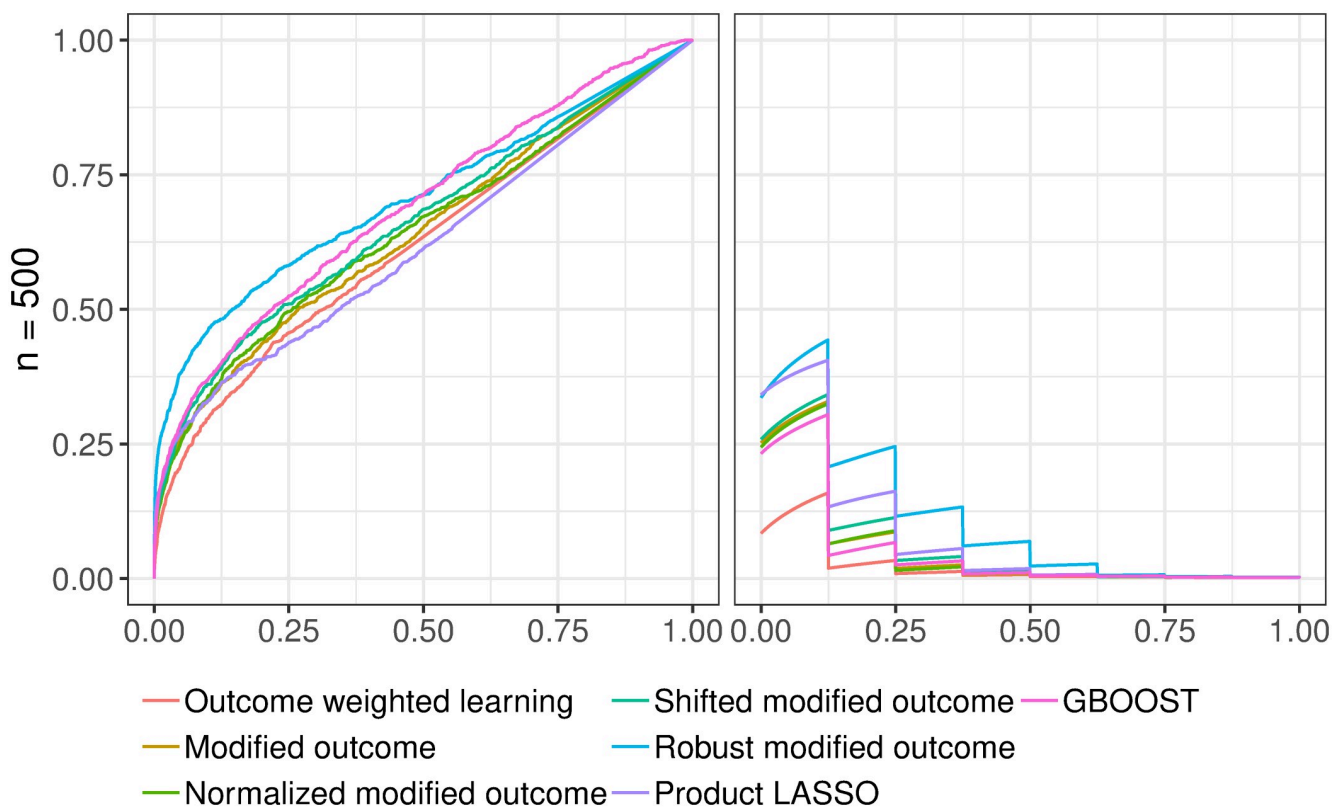 n = 500
1.00
0.75
0.50
0.25
0.00
0.00 0.25 0.50 0.75 1.00 0.00 0.25 0.50 0.75 1.00
Outcome weighted learning Shifted modified outcome GBOOST
Modified outcome Robust modified outcome
Normalized modified outcome Product LASSO